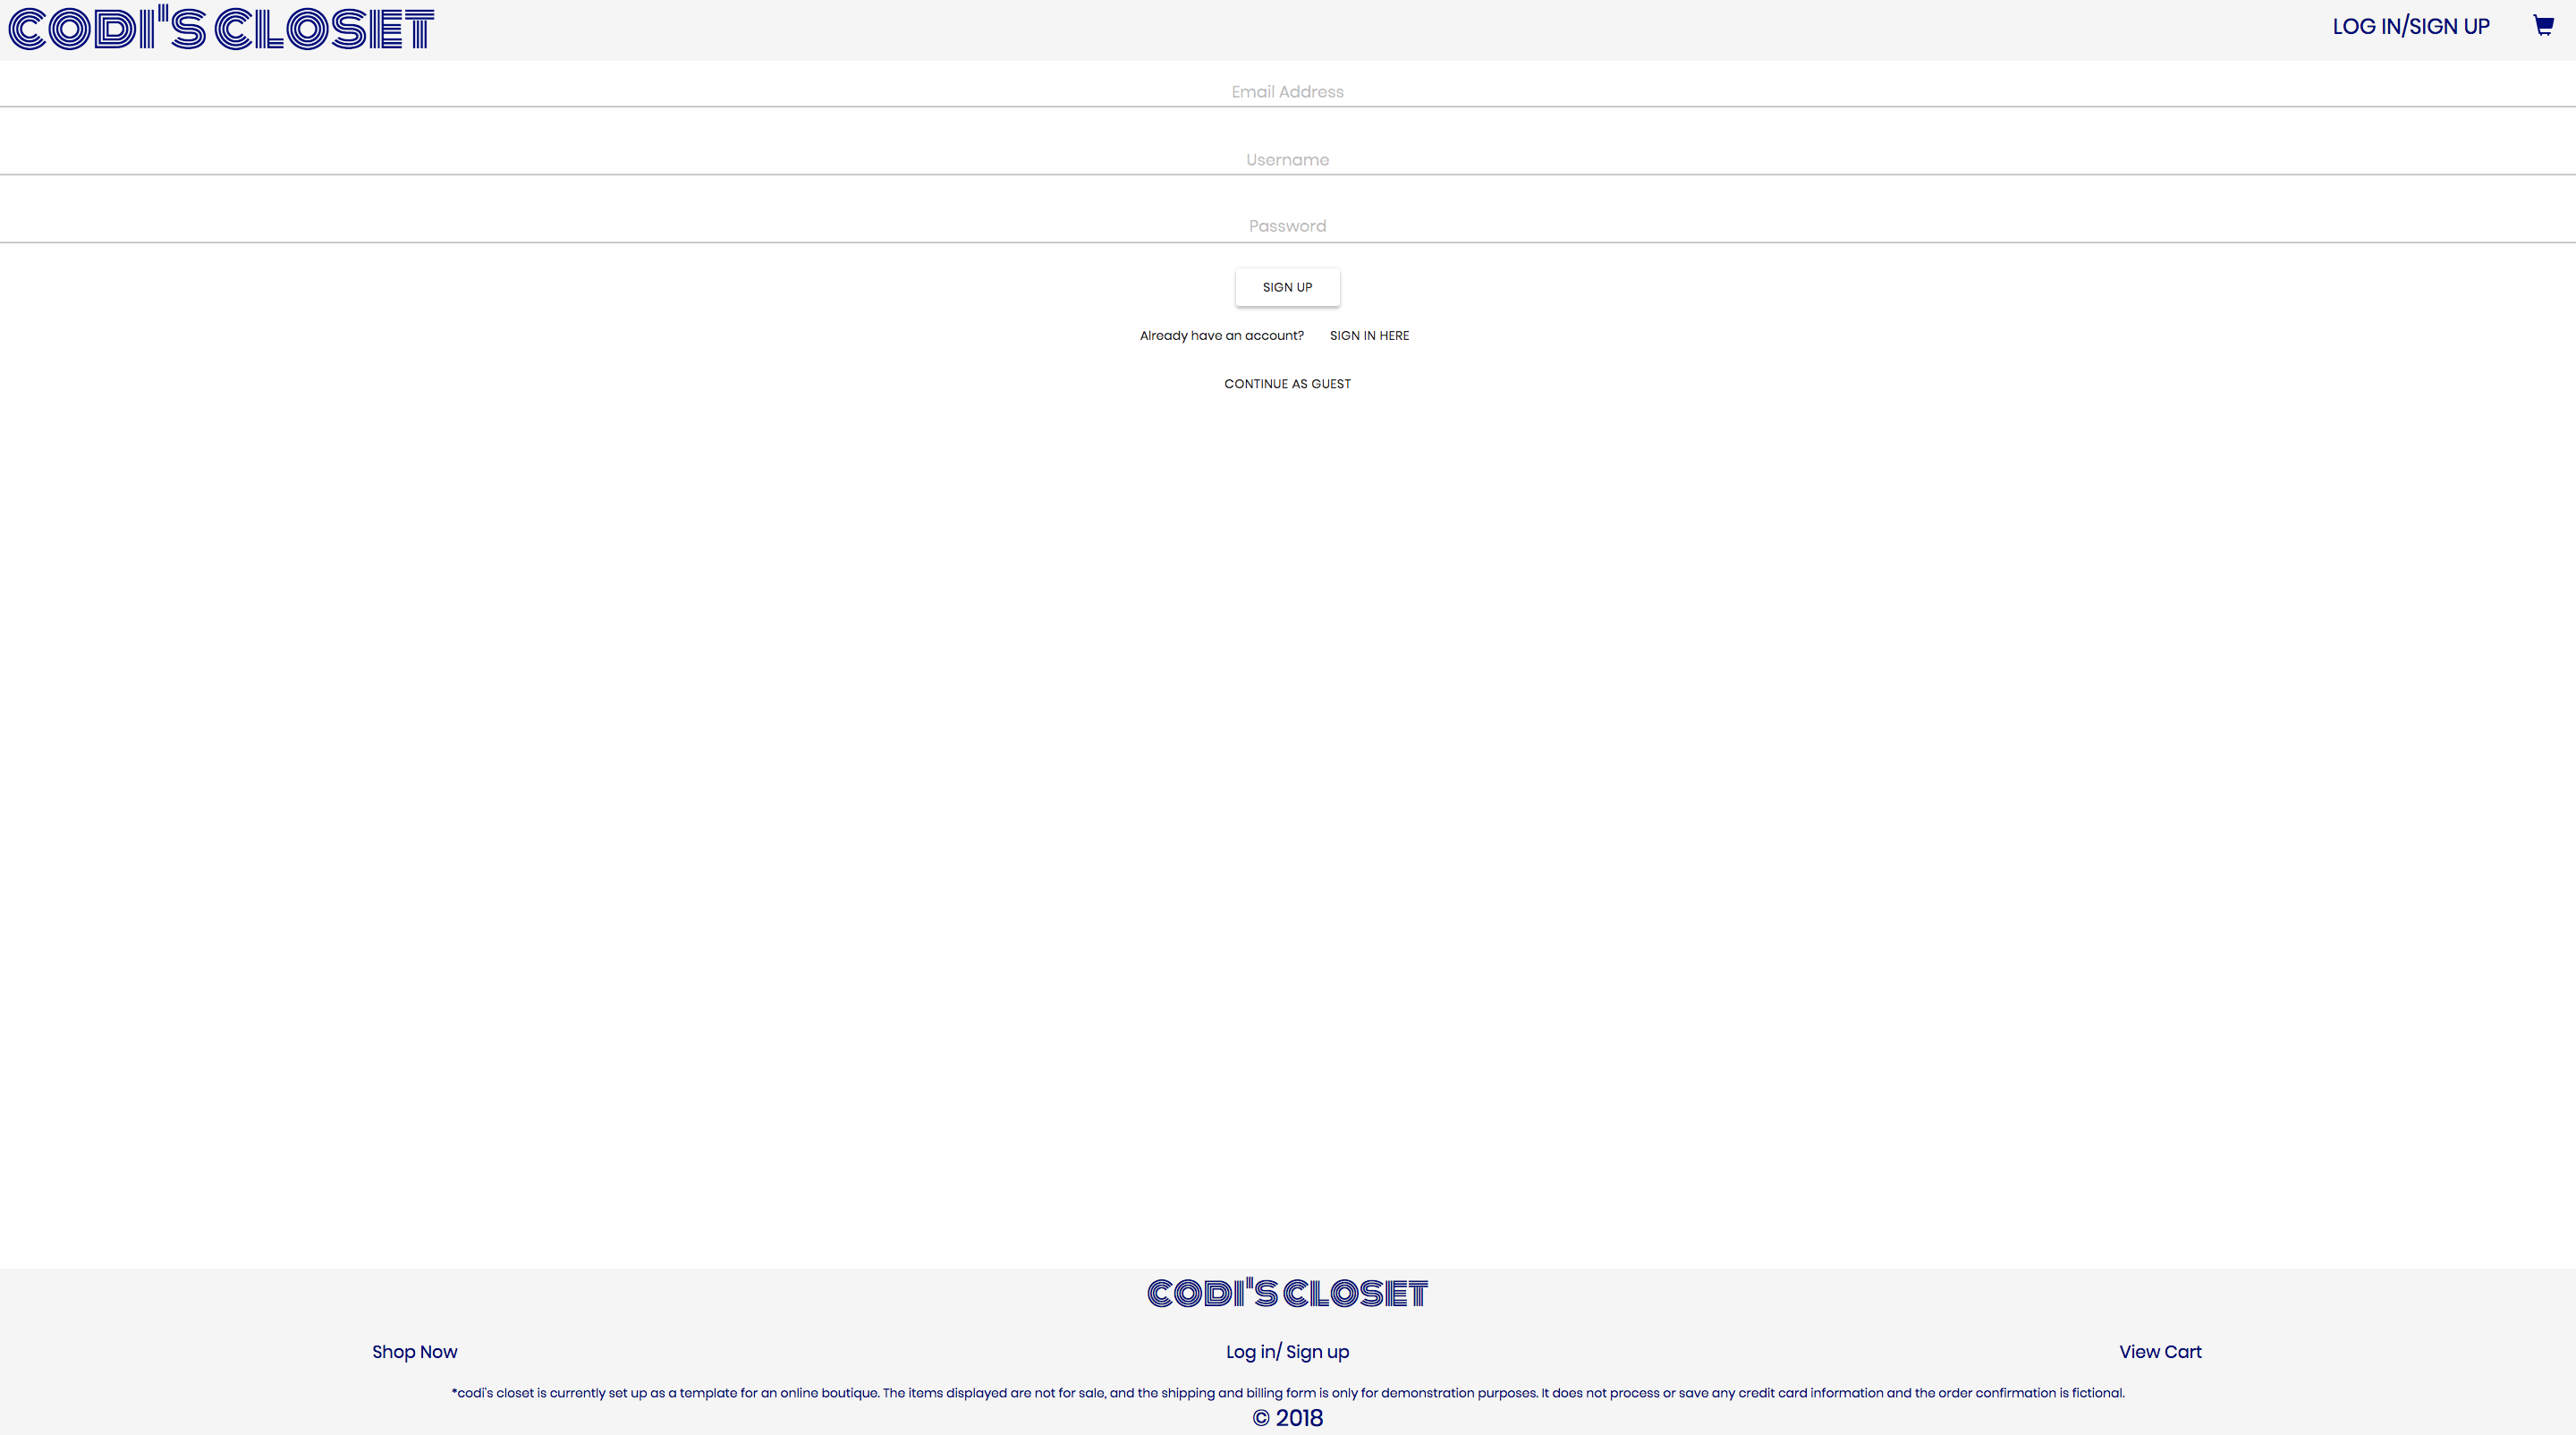 CODI'S CLOSET LOG IN/SIGN UP
Email Address
Username
Password
SIGN UP
Already have an account? SIGN IN HERE
CONTINUE AS GUEST
CODI'S CLOSET
Shop Now Log in/ Sign up View Cart
*codi's closet is currently set up as a template for an online boutique. The items displayed are not for sale, and the shipping and billing form is only for demonstration purposes. It does not process or save any credit card information and the order confirmation is fictional.
© 2018